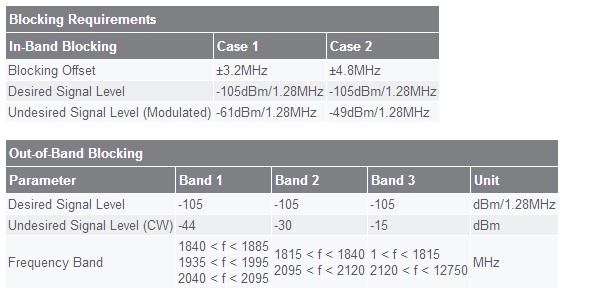 Blocking Requirements
In-Band Blocking Case 1 Case 2
Blocking Offset ±3.2MHz ±4.8MHz
Desired Signal Level -105dBm/1.28MHz -105dBm/1.28MHz
Undesired Signal Level (Modulated) -61dBm/1.28MHz -49dBm/1.28MHz
Out-of-Band Blocking
Parameter Band 1 Band 2 Band 3 Unit
Desired Signal Level -105 -105 -105 dBm/1.28MHz
Undesired Signal Level (CW) -44 -30 -15 dBm
Frequency Band 1840 < f < 1885 1815 < f < 1840 1 < f < 1815 MHz
1935 < f < 1995 2095 < f < 2120 2120 < f < 12750
2040 < f < 2095